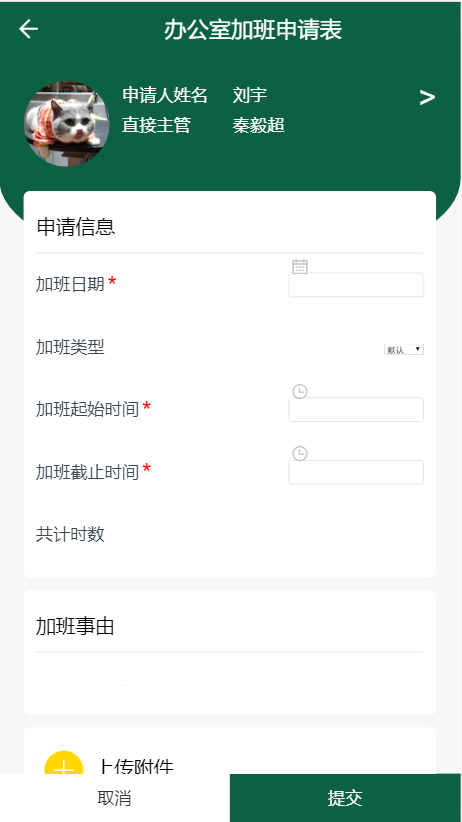 办公室加班申请表
申请人姓名 刘宇 >
直接主管 秦毅超
申请信息
加班日期 *
加班类型 默认
加班起始时间 *
加班截止时间 *
共计时数
加班事由
上传附件
取消 提交